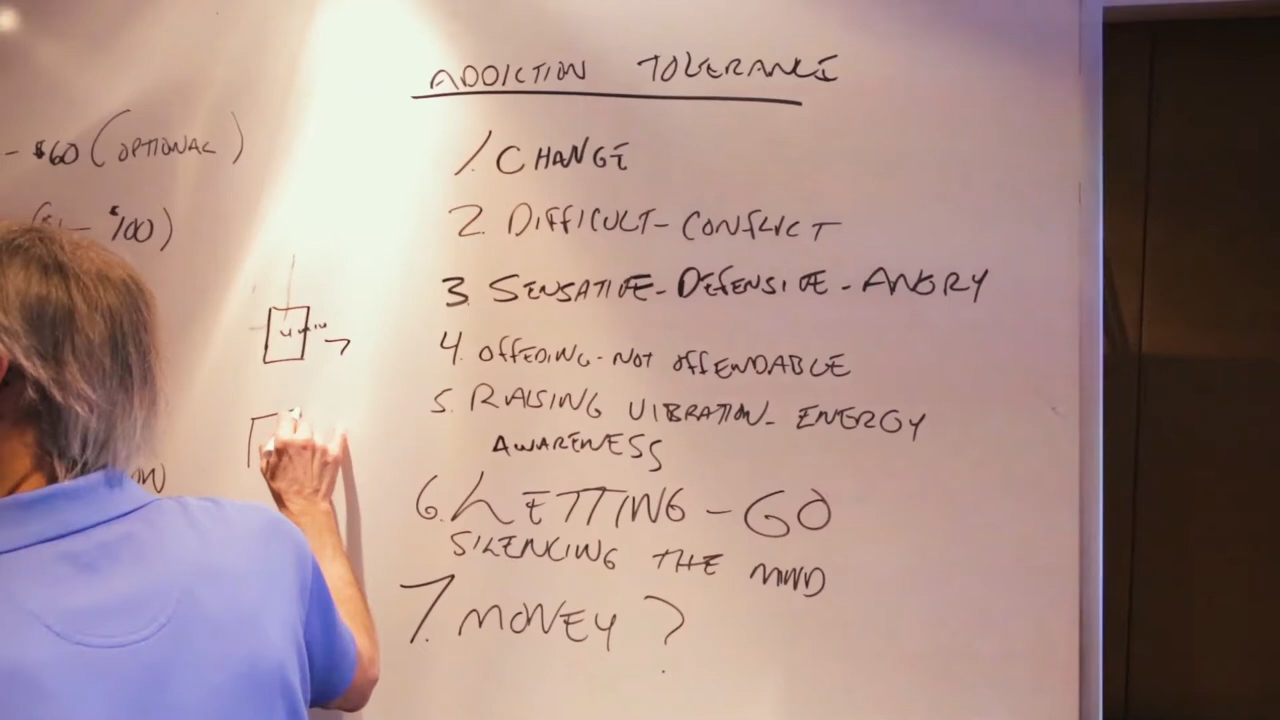 ADDICTION TOLERANCE
- $60 (OPTIONAL)
$100)
1. CHANGE
2. DIFFICULT - CONFLICT
3. SENSATIVE - DEFENSIVE - ANGRY
4. OFFEDING - NOT OFFENDABLE
5. RAISING VIBRATION - ENERGY
AWARENESS
6. LETTING - GO
SILENCING THE MIND
7. MONEY ?